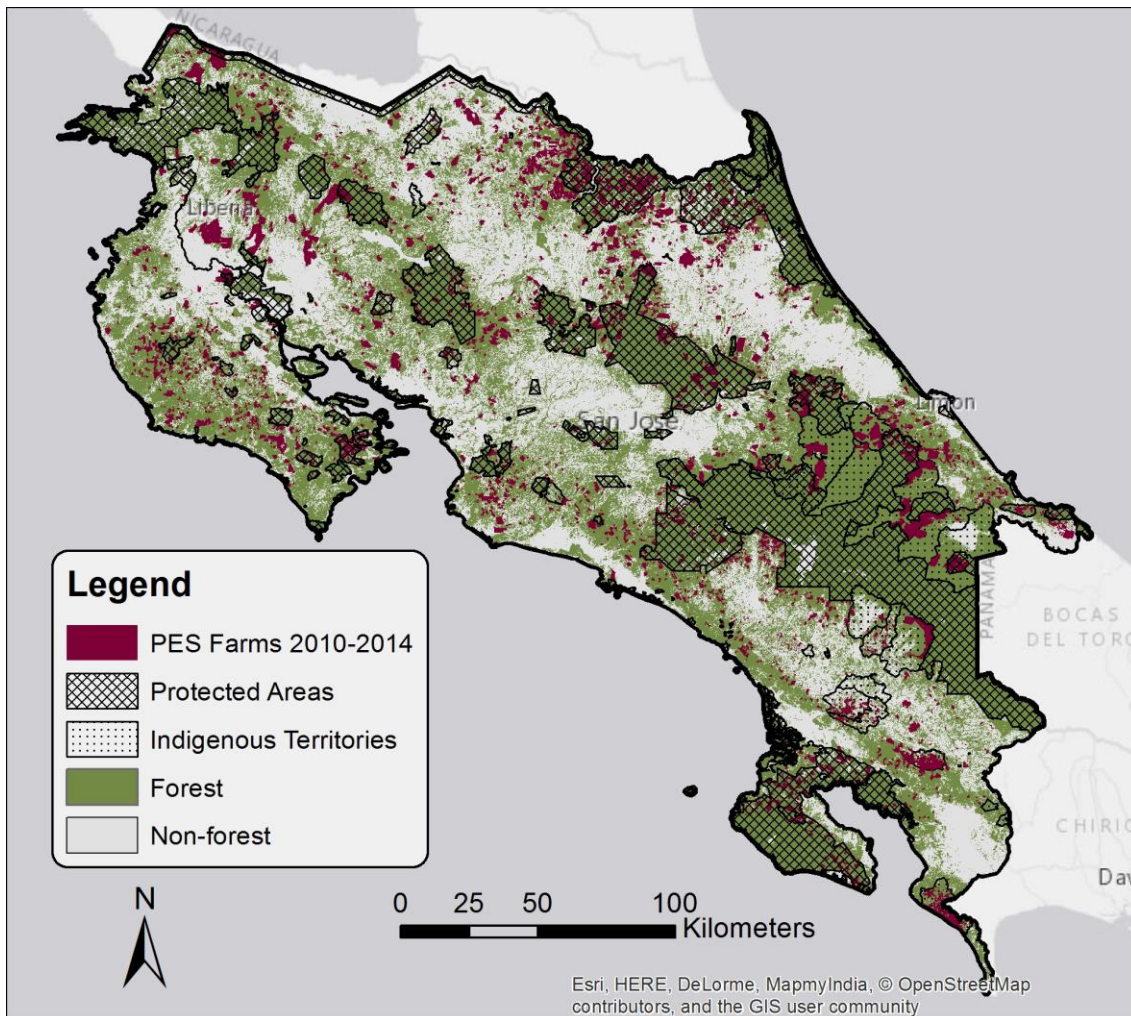 NICARAGUA
Liberia
San Jose
Limon
PANAMA
BOCAS
DEL TORO
CHIRIQ
Dav
Legend
PES Farms 2010-2014
Protected Areas
Indigenous Territories
Forest
Non-forest
N
0 25 50 100
Kilometers
Esri, HERE, DeLorme, MapmyIndia, © OpenStreetMap
contributors, and the GIS user community